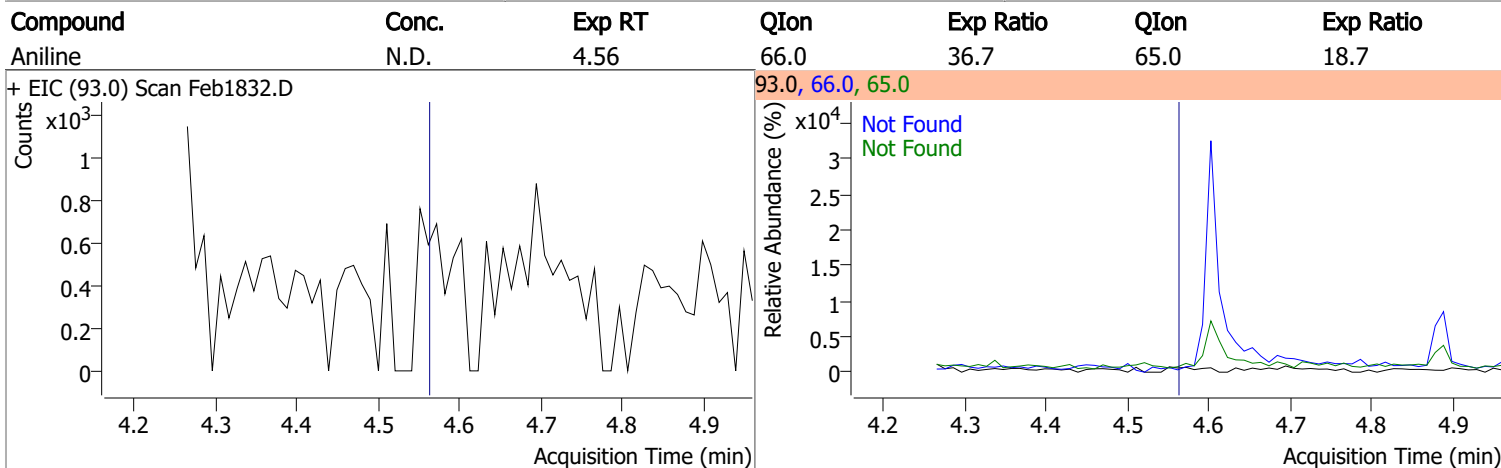 Compound Conc. Exp RT QIon Exp Ratio QIon Exp Ratio
Aniline N.D. 4.56 66.0 36.7 65.0 18.7
+ EIC (93.0) Scan Feb1832.D
Counts
x10³
1
0.8
0.6
0.4
0.2
0
4.2 4.3 4.4 4.5 4.6 4.7 4.8 4.9
Acquisition Time (min)
93.0, 66.0, 65.0
Relative Abundance (%)
x10⁴
Not Found
Not Found
3
2.5
2
1.5
1
0.5
0
4.2 4.3 4.4 4.5 4.6 4.7 4.8 4.9
Acquisition Time (min)